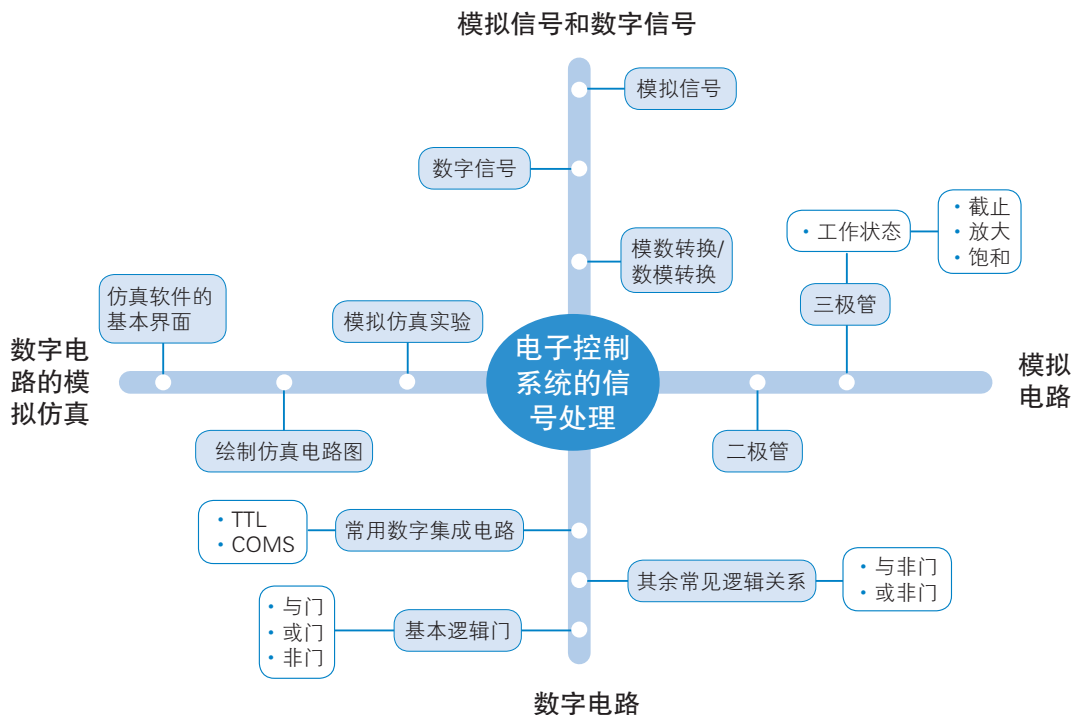 模拟信号和数字信号
模拟信号
数字信号
• 截止
• 放大
• 饱和
• 工作状态
模数转换/
数模转换
三极管
仿真软件的
基本界面
模拟仿真实验
电子控制
系统的信
号处理
数字电
路的模
拟仿真
模拟
电路
绘制仿真电路图
二极管
• TTL
• COMS
常用数字集成电路
其余常见逻辑关系
• 与非门
• 或非门
• 与门
• 或门
• 非门
基本逻辑门
数字电路